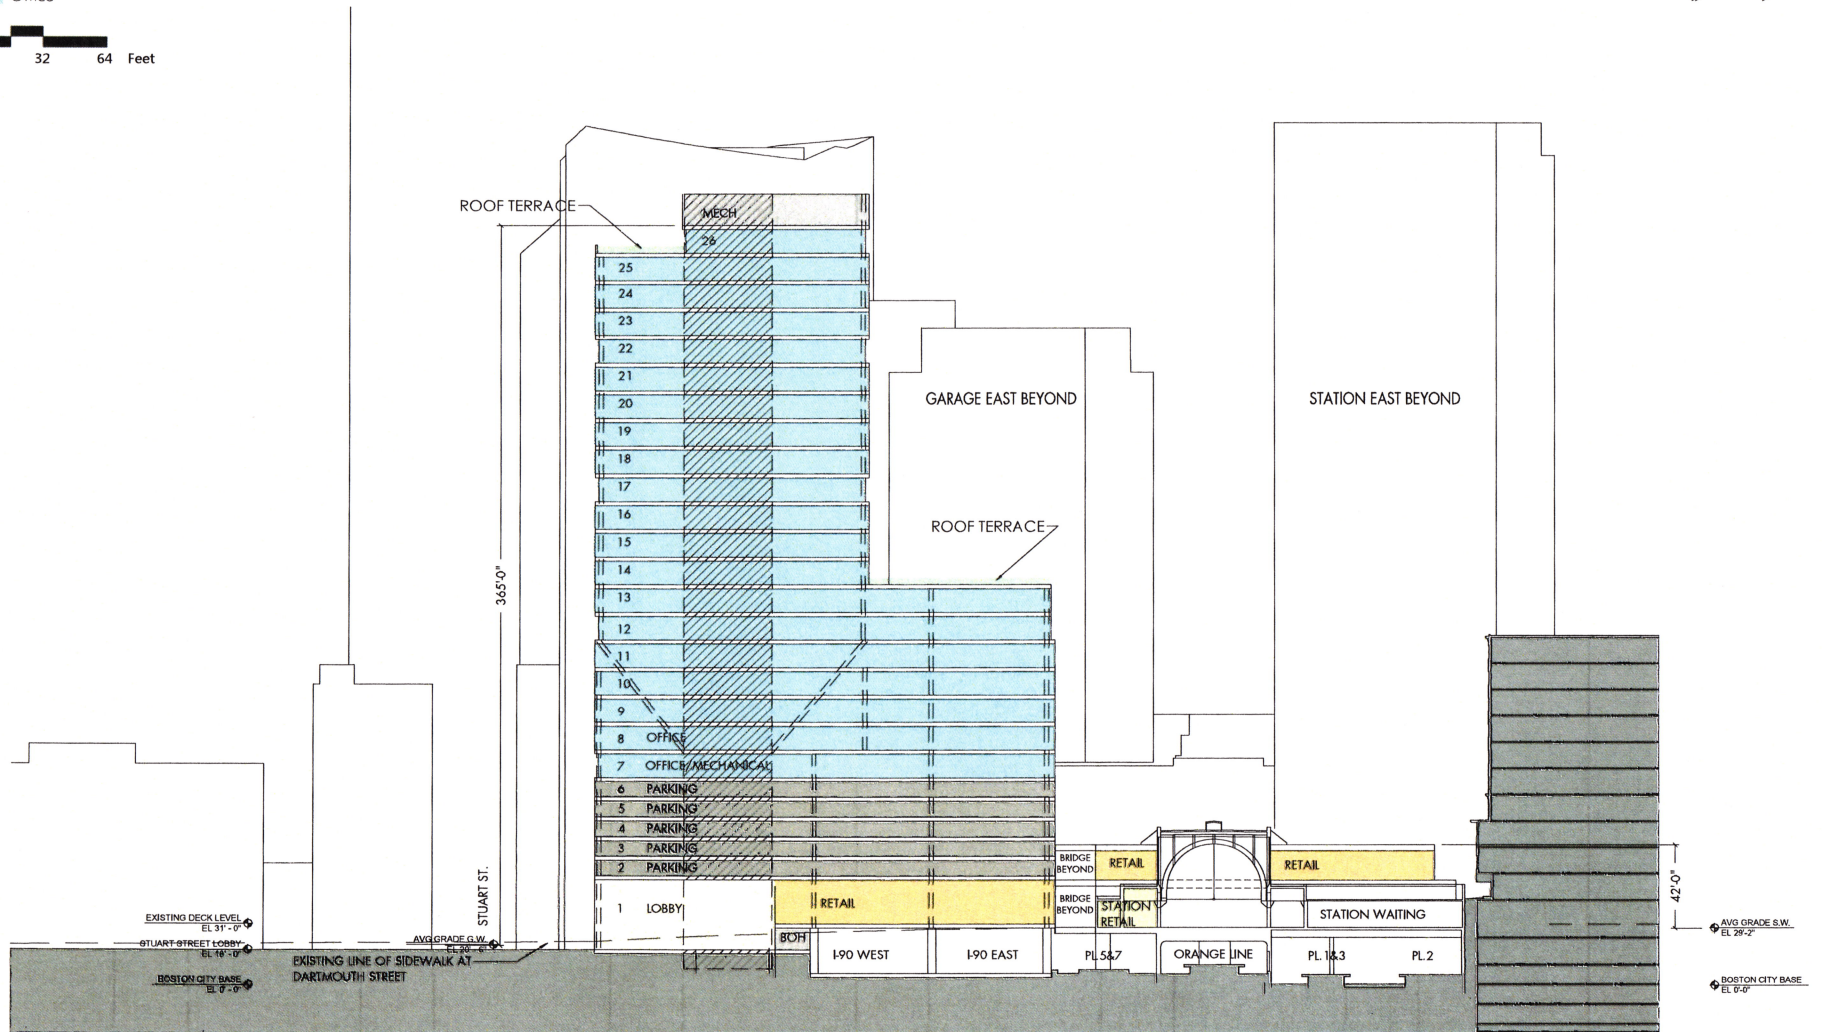 32 64 Feet
ROOF TERRACE
MECH
26
25
24
23
22
21
20
19
18
17
16
15
14
13
12
11
10
9
8 OFFICE
7 OFFICE/MECHANICAL
6 PARKING
5 PARKING
4 PARKING
3 PARKING
2 PARKING
1 LOBBY
RETAIL
BOH
I-90 WEST
I-90 EAST
365'-0"
STUART ST.
GARAGE EAST BEYOND
STATION EAST BEYOND
ROOF TERRACE
BRIDGE
BEYOND
RETAIL
RETAIL
BRIDGE
BEYOND
STATION
RETAIL
STATION WAITING
PL.5&7
ORANGE LINE
PL. 1&3
PL.2
42'-0"
EXISTING DECK LEVEL
EL 31' - 0"
AVG GRADE G.W.
STUART STREET LOBBY
EL 16' - 0"
EXISTING LINE OF SIDEWALK AT
DARTMOUTH STREET
BOSTON CITY BASE
EL 0' - 0"
AVG GRADE S.W.
EL 29'-2"
BOSTON CITY BASE
EL 0'-0"